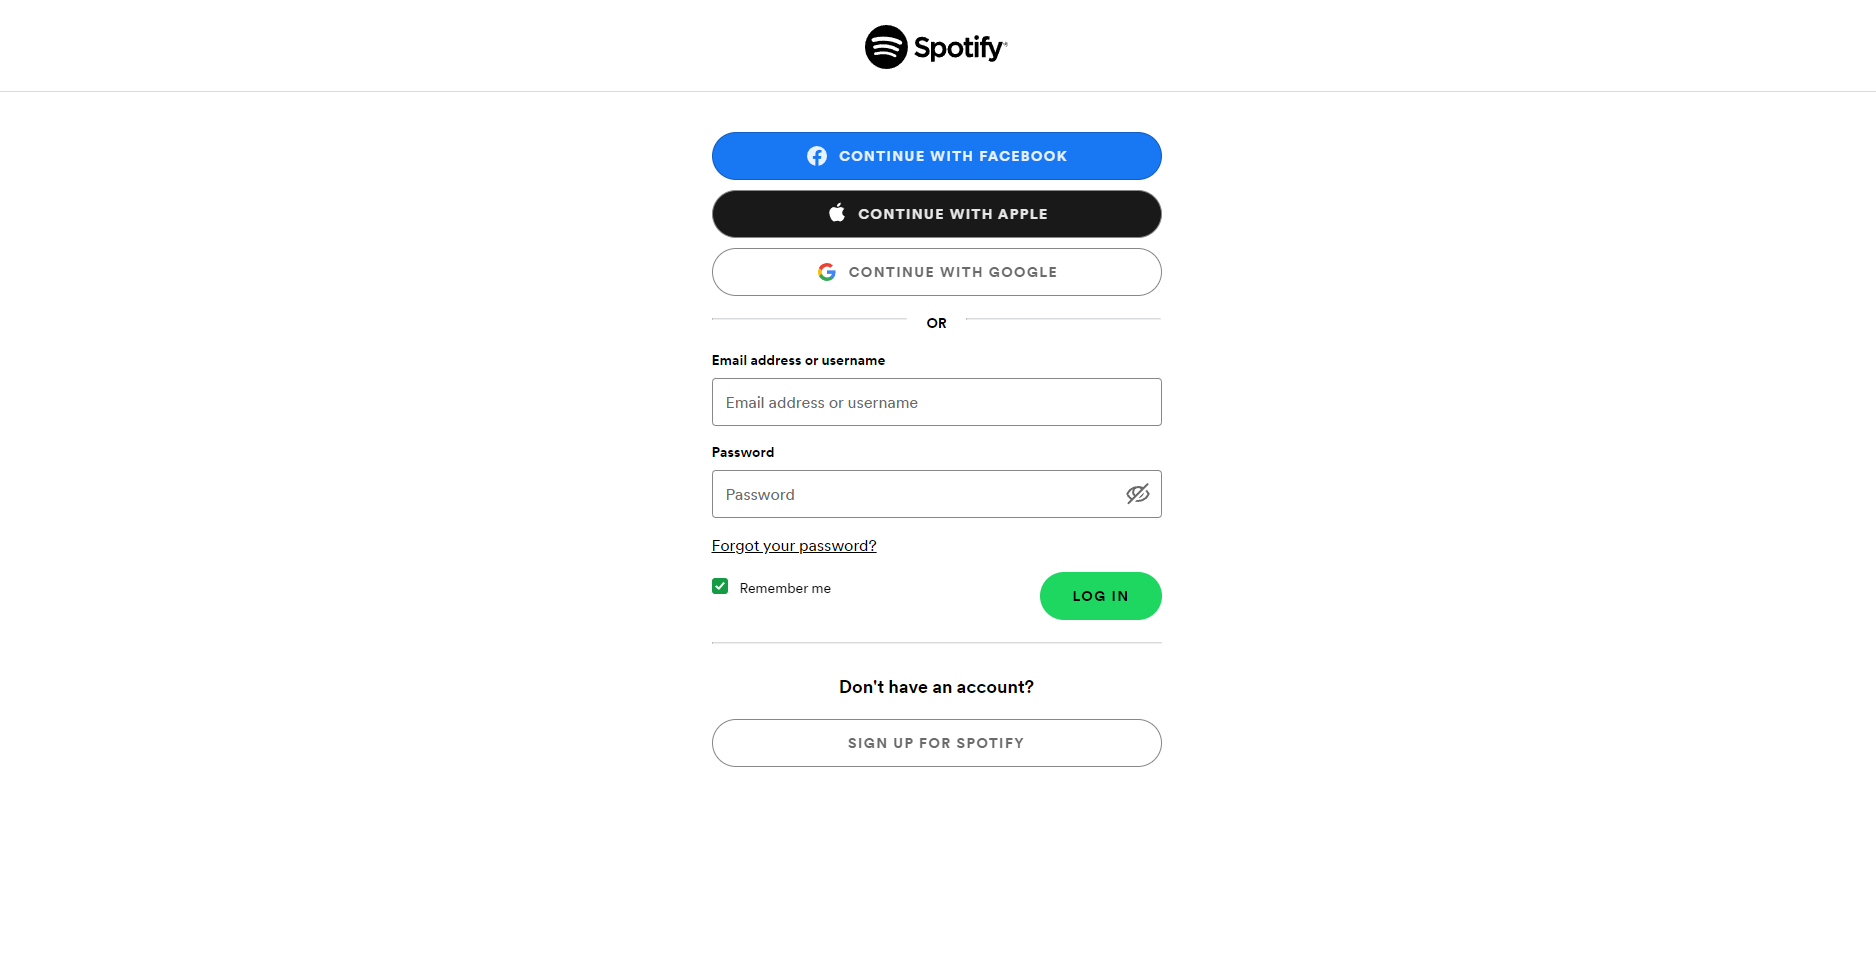 Spotify
CONTINUE WITH FACEBOOK
CONTINUE WITH APPLE
CONTINUE WITH GOOGLE
OR
Email address or username
Email address or username
Password
Password
Forgot your password?
Remember me
LOG IN
Don't have an account?
SIGN UP FOR SPOTIFY